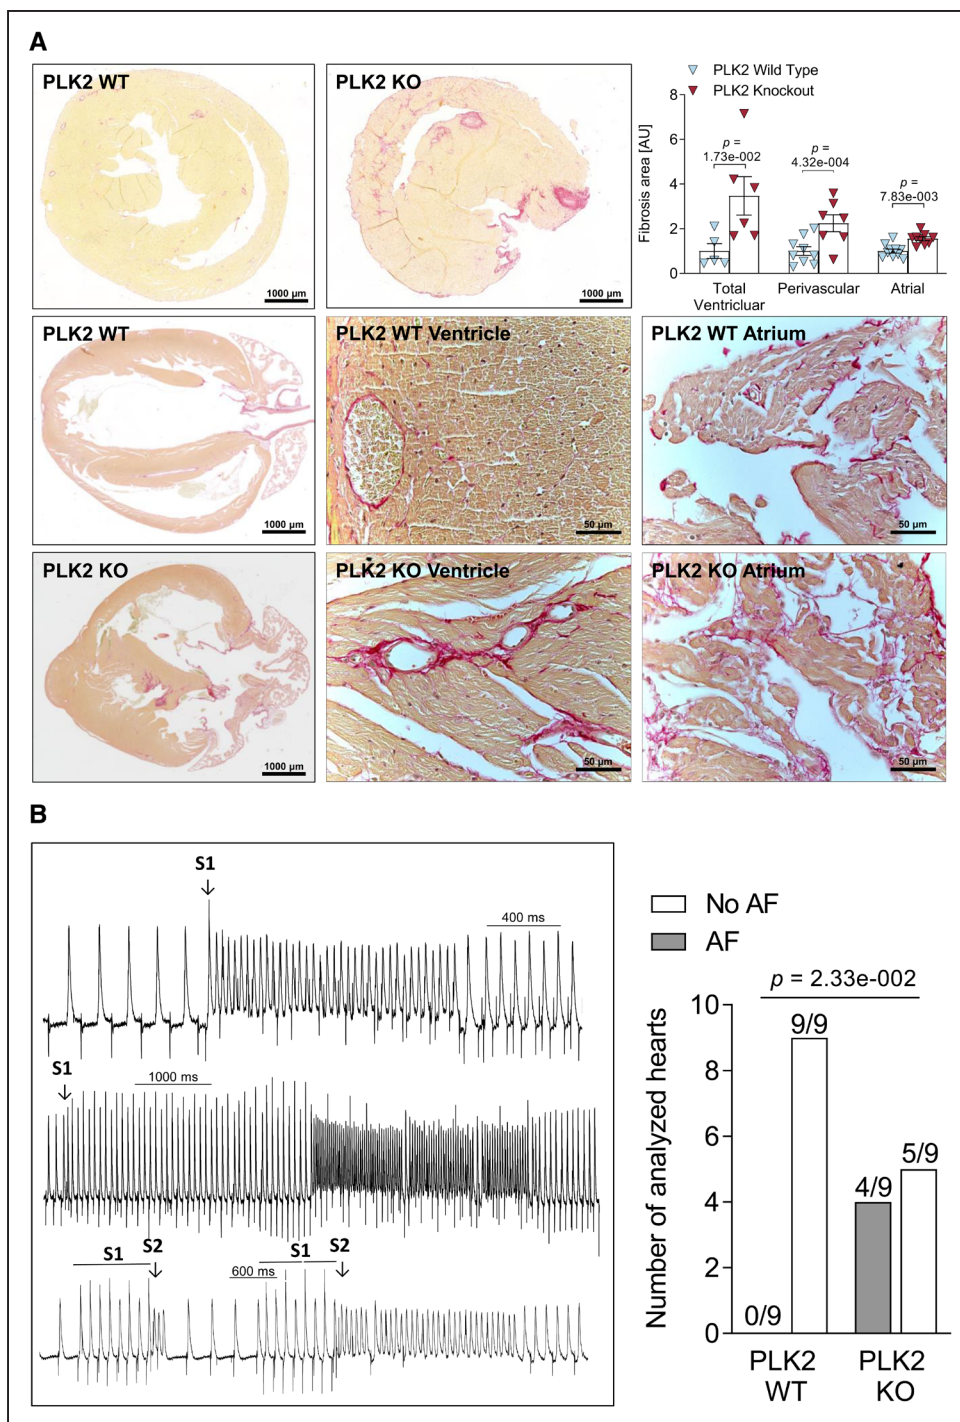 A
PLK2 WT
1000 µm
PLK2 KO
1000 µm
PLK2 Wild Type
PLK2 Knockout
Fibrosis area [AU]
8
6
4
2
0
p =
1.73e-002
p =
4.32e-004
p =
7.83e-003
Total
Ventricluar
Perivascular
Atrial
PLK2 WT
1000 µm
PLK2 WT Ventricle
50 µm
PLK2 WT Atrium
50 µm
PLK2 KO
1000 µm
PLK2 KO Ventricle
50 µm
PLK2 KO Atrium
50 µm
B
S1
400 ms
S1
1000 ms
S1
S2
600 ms
S1
S2
No AF
AF
p = 2.33e-002
Number of analyzed hearts
10
8
6
4
2
0
0/9
9/9
4/9
5/9
PLK2
WT
PLK2
KO